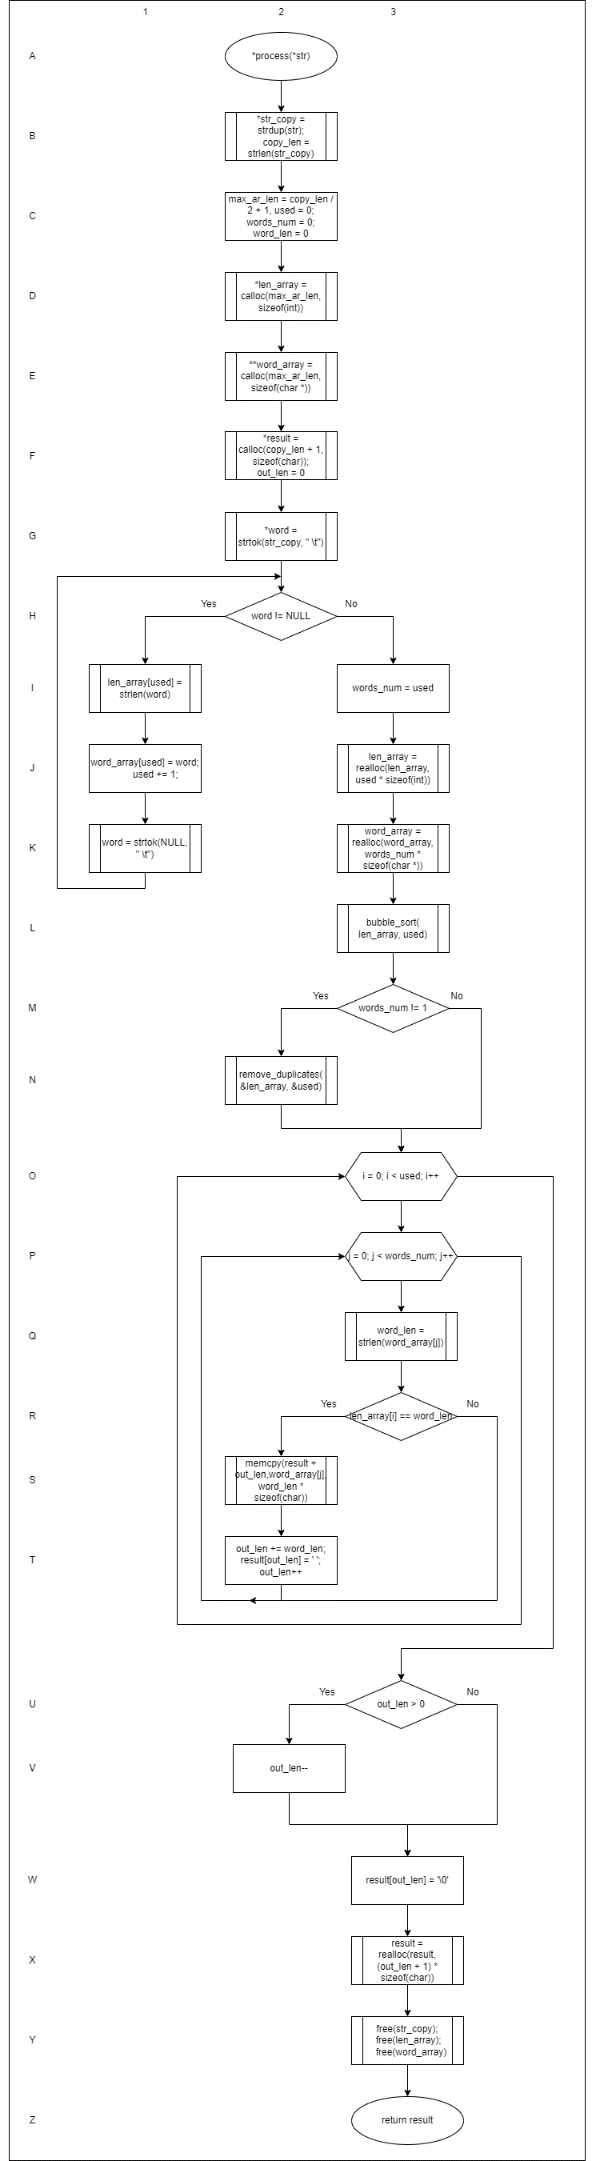 1 2 3
A
*process(*str)
B
*str_copy =
strdup(str);
copy_len =
strlen(str_copy)
C
max_ar_len = copy_len /
2 + 1, used = 0;
words_num = 0;
word_len = 0
D
*len_array =
calloc(max_ar_len,
sizeof(int))
E
**word_array =
calloc(max_ar_len,
sizeof(char *))
F
*result =
calloc(copy_len + 1,
sizeof(char));
out_len = 0
G
*word =
strtok(str_copy, " \t")
H
Yes
word != NULL
No
I
len_array[used] =
strlen(word)
words_num = used
J
word_array[used] = word;
used += 1;
len_array =
realloc(len_array,
used * sizeof(int))
K
word = strtok(NULL,
" \t")
word_array =
realloc(word_array,
words_num *
sizeof(char *))
L
bubble_sort(
len_array, used)
M
Yes
words_num != 1
No
N
remove_duplicates(
&len_array, &used)
O
i = 0; i < used; i++
P
j = 0; j < words_num; j++
Q
word_len =
strlen(word_array[j])
R
Yes
len_array[i] == word_len
No
S
memcpy(result +
out_len,word_array[j],
word_len *
sizeof(char))
T
out_len += word_len;
result[out_len] = ' ';
out_len++
U
Yes
out_len > 0
No
V
out_len--
W
result[out_len] = '\0'
X
result =
realloc(result,
(out_len + 1) *
sizeof(char))
Y
free(str_copy);
free(len_array);
free(word_array)
Z
return result